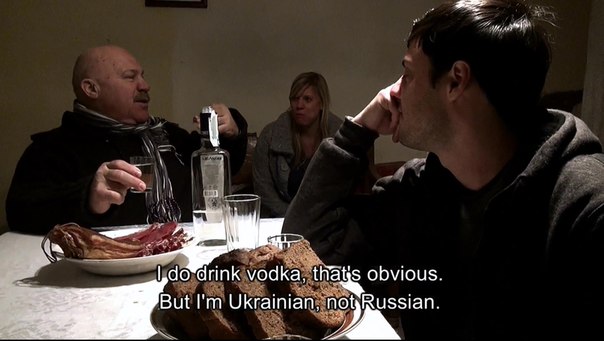 I do drink vodka, that's obvious.
But I'm Ukrainian, not Russian.